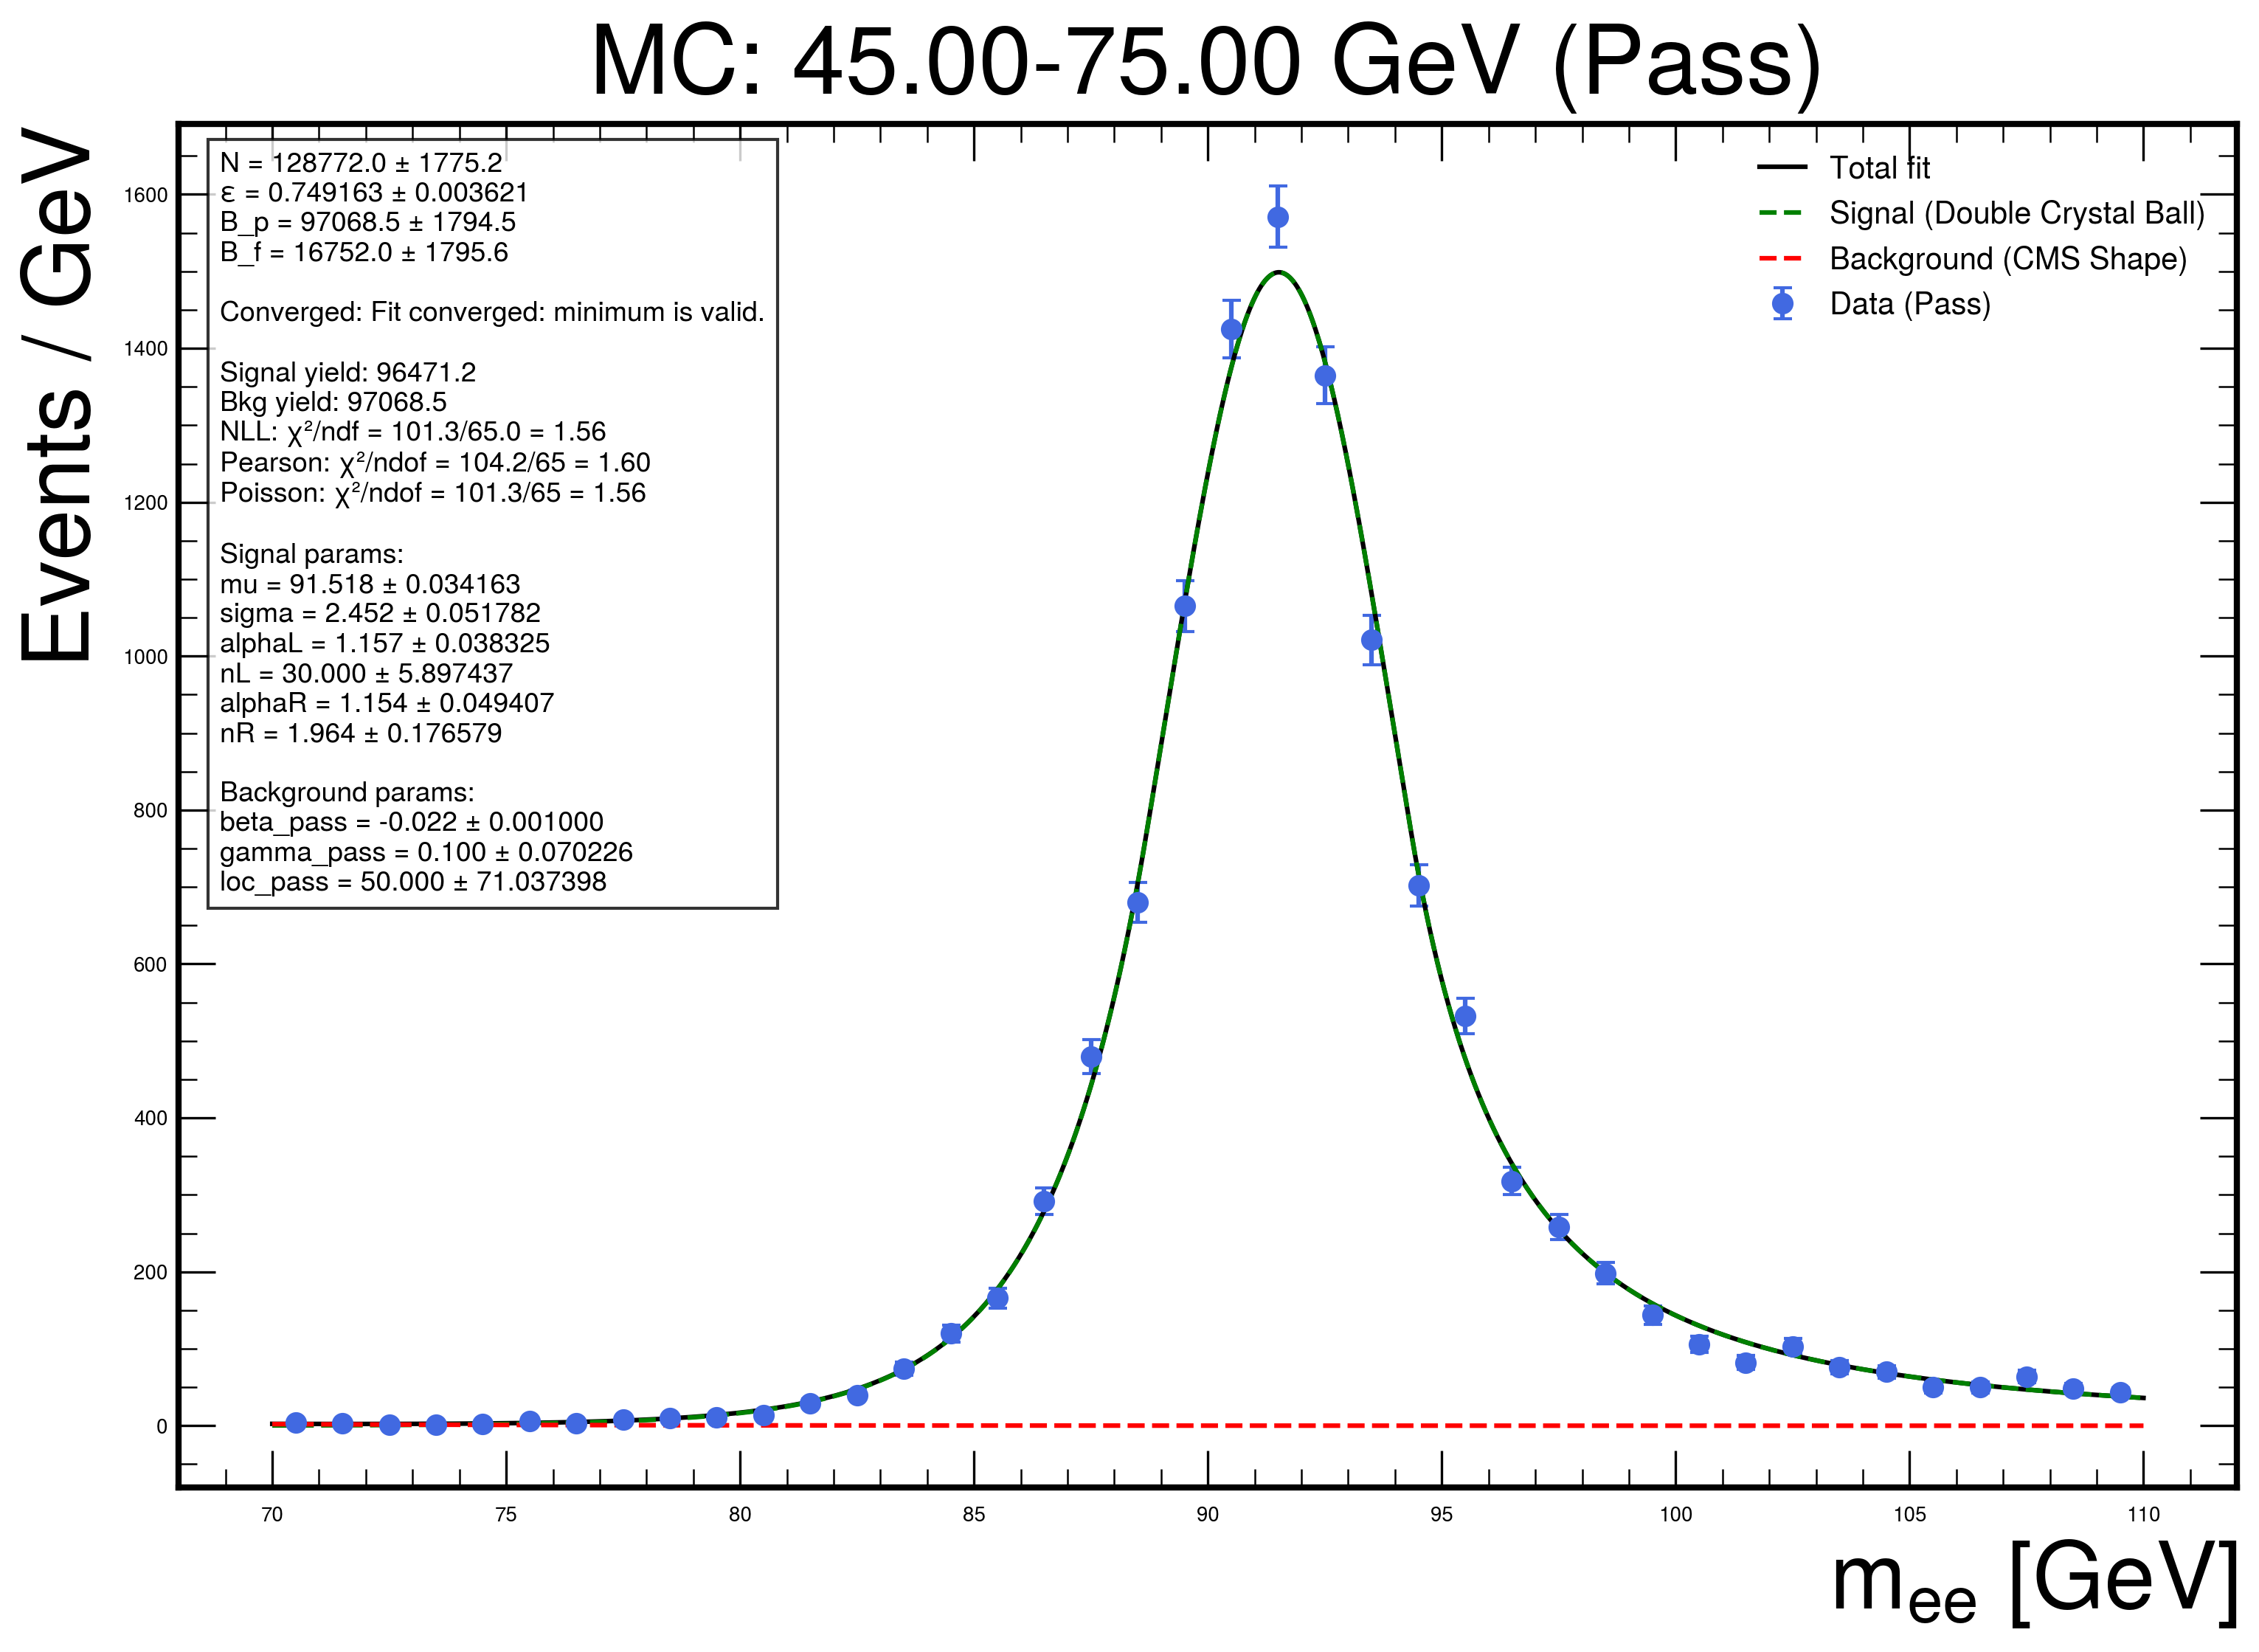 MC: 45.00-75.00 GeV (Pass)
Events / GeV
N = 128772.0 ± 1775.2
ε = 0.749163 ± 0.003621
B_p = 97068.5 ± 1794.5
B_f = 16752.0 ± 1795.6
Converged: Fit converged: minimum is valid.
Signal yield: 96471.2
Bkg yield: 97068.5
NLL: χ²/ndf = 101.3/65.0 = 1.56
Pearson: χ²/ndof = 104.2/65 = 1.60
Poisson: χ²/ndof = 101.3/65 = 1.56
Signal params:
mu = 91.518 ± 0.034163
sigma = 2.452 ± 0.051782
alphaL = 1.157 ± 0.038325
nL = 30.000 ± 5.897437
alphaR = 1.154 ± 0.049407
nR = 1.964 ± 0.176579
Background params:
beta_pass = -0.022 ± 0.001000
gamma_pass = 0.100 ± 0.070226
loc_pass = 50.000 ± 71.037398
Total fit
Signal (Double Crystal Ball)
Background (CMS Shape)
Data (Pass)
1600
1400
1200
1000
800
600
400
200
0
70 75 80 85 90 95 100 105 110
m_ee [GeV]